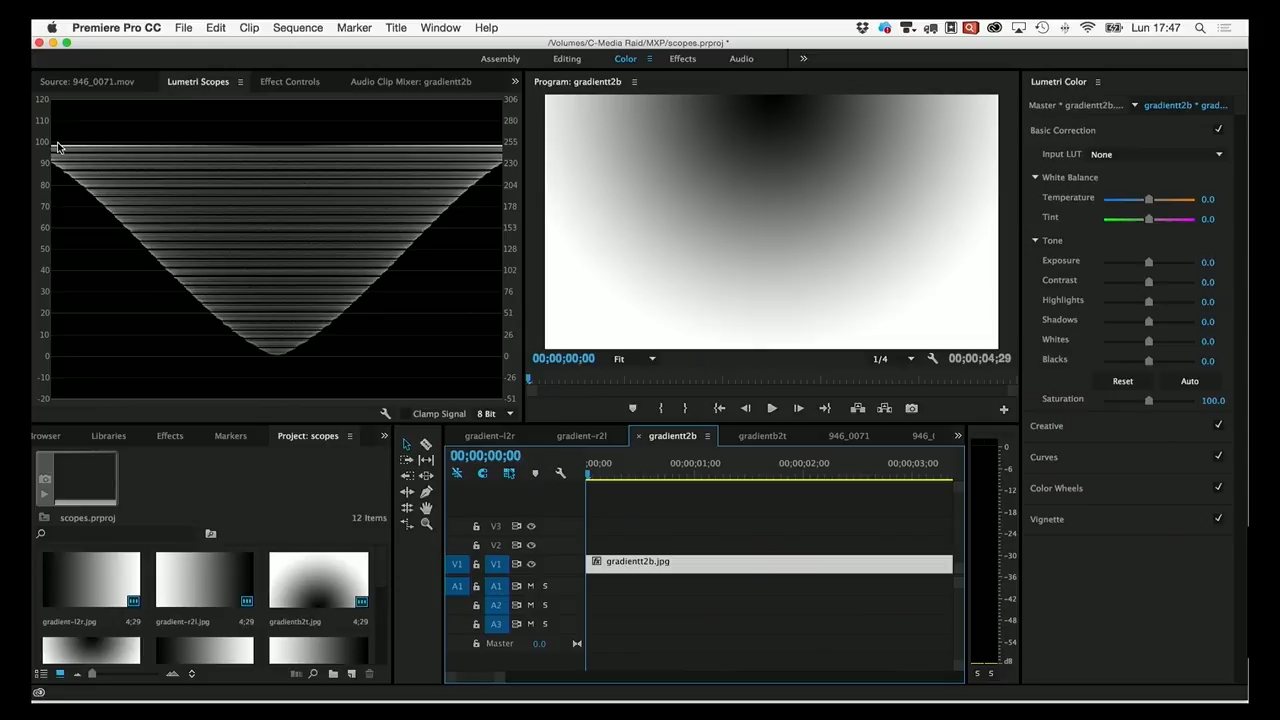 Premiere Pro CC File Edit Clip Sequence Marker Title Window Help Lun 17:47
/Volumes/C-Media Raid/MXP/scopes.prproj *
Assembly Editing Color Effects Audio
Source: 946_0071.mov Lumetri Scopes Effect Controls Audio Clip Mixer: gradientt2b
120 306
110 280
100 255
90 230
80 204
70 178
60 152
50 128
40 102
30 76
20 51
10 26
0 0
-10 -26
-20 -51
Clamp Signal 8 Bit
Program: gradientt2b
00;00;00;00 Fit 1/4 00;00;04;29
Lumetri Color
Master * gradientt2b.... gradientt2b * grad...
Basic Correction
Input LUT None
White Balance
Temperature 0.0
Tint 0.0
Tone
Exposure 0.0
Contrast 0.0
Highlights 0.0
Shadows 0.0
Whites 0.0
Blacks 0.0
Reset Auto
Saturation 100.0
Creative
Curves
Color Wheels
Vignette
rowser Libraries Effects Markers Project: scopes
scopes.prproj
12 Items
gradient-l2r.jpg 4;29 gradient-r2l.jpg 4;29 gradientb2t.jpg 4;29
gradient-l2r gradient-r2l × gradientt2b gradientb2t 946_0071 946_(
00;00;00;00
;00;00 00;00;01;00 00;00;02;00 00;00;03;00
V3
V2
V1 V1 fx gradientt2b.jpg
A1 A1 M S
A2 M S
A3 M S
Master 0.0
0
-6
-12
-18
-24
-30
-36
-42
-48
-54
dB
S S